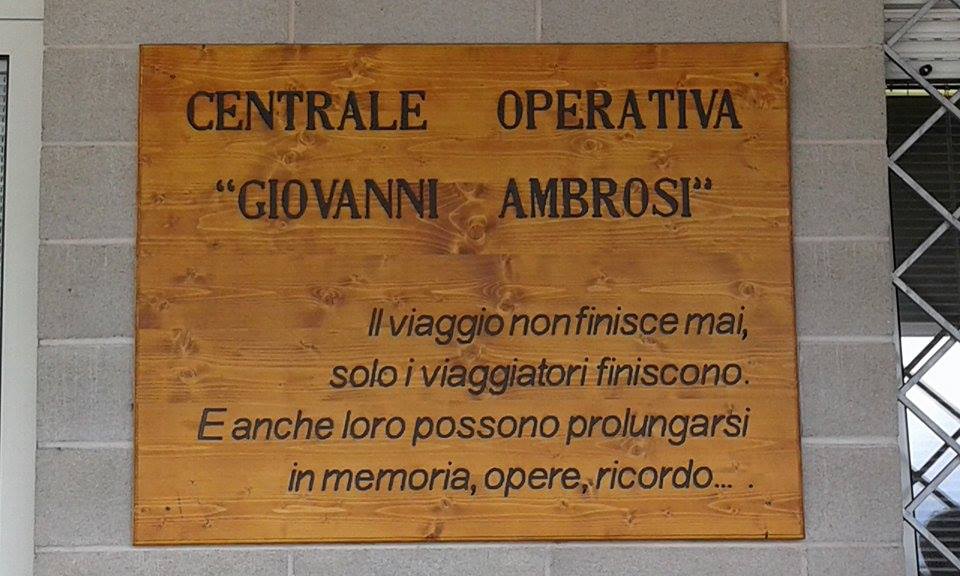 CENTRALE OPERATIVA
“GIOVANNI AMBROSI”
Il viaggio non finisce mai,
solo i viaggiatori finiscono.
E anche loro possono prolungarsi
in memoria, opere, ricordo... .